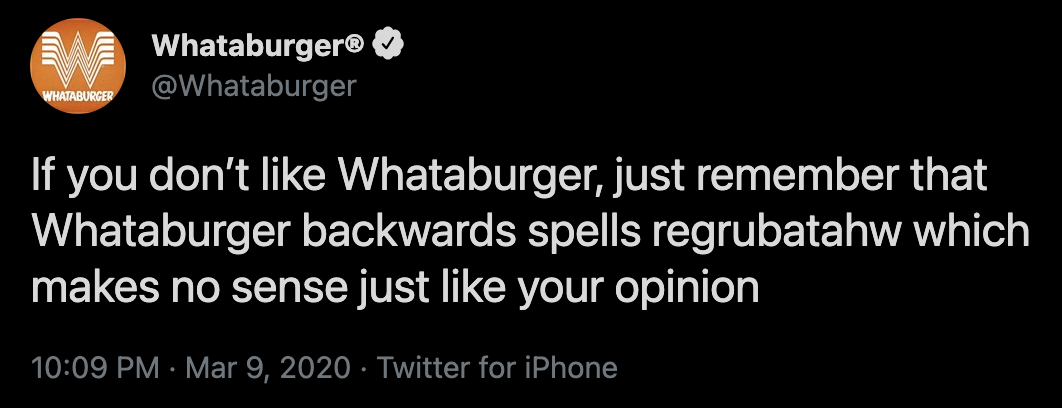 WHATABURGER
Whataburger®
@Whataburger
If you don’t like Whataburger, just remember that
Whataburger backwards spells regrubatahw which
makes no sense just like your opinion
10:09 PM · Mar 9, 2020 · Twitter for iPhone